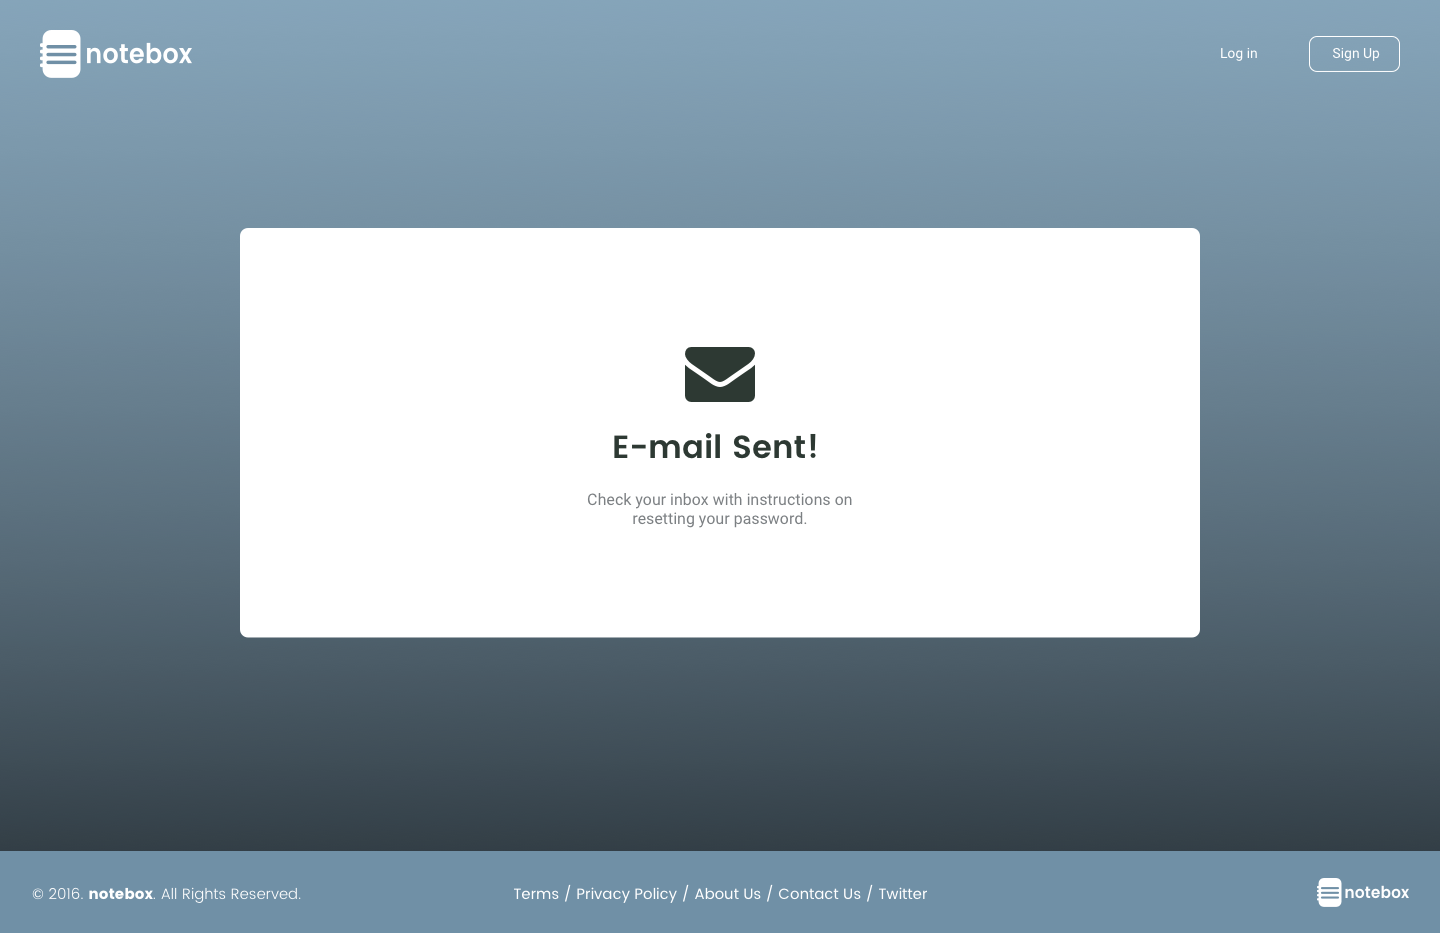 notebox
Log in
Sign Up
E-mail Sent!
Check your inbox with instructions on
resetting your password.
© 2016. notebox. All Rights Reserved.
Terms / Privacy Policy / About Us / Contact Us / Twitter
notebox